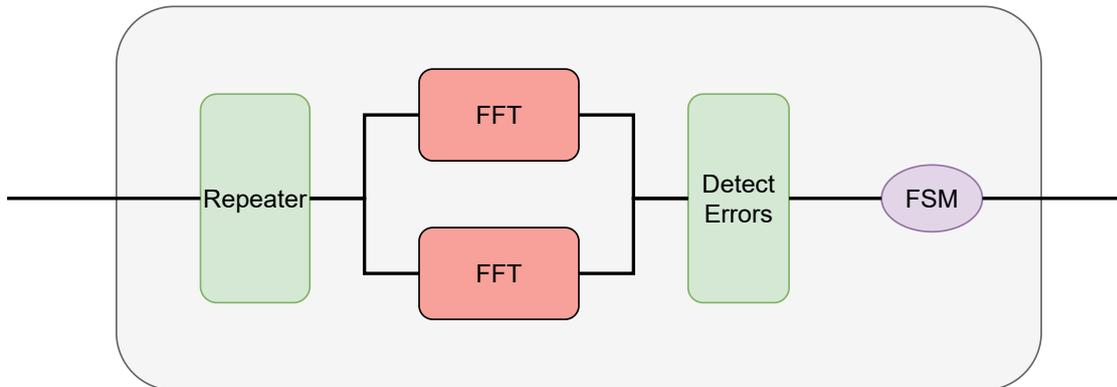 Repeater
FFT
FFT
Detect
Errors
FSM